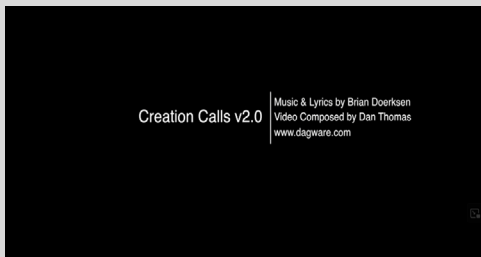 Creation Calls v2.0
Music & Lyrics by Brian Doerksen
Video Composed by Dan Thomas
www.dagware.com